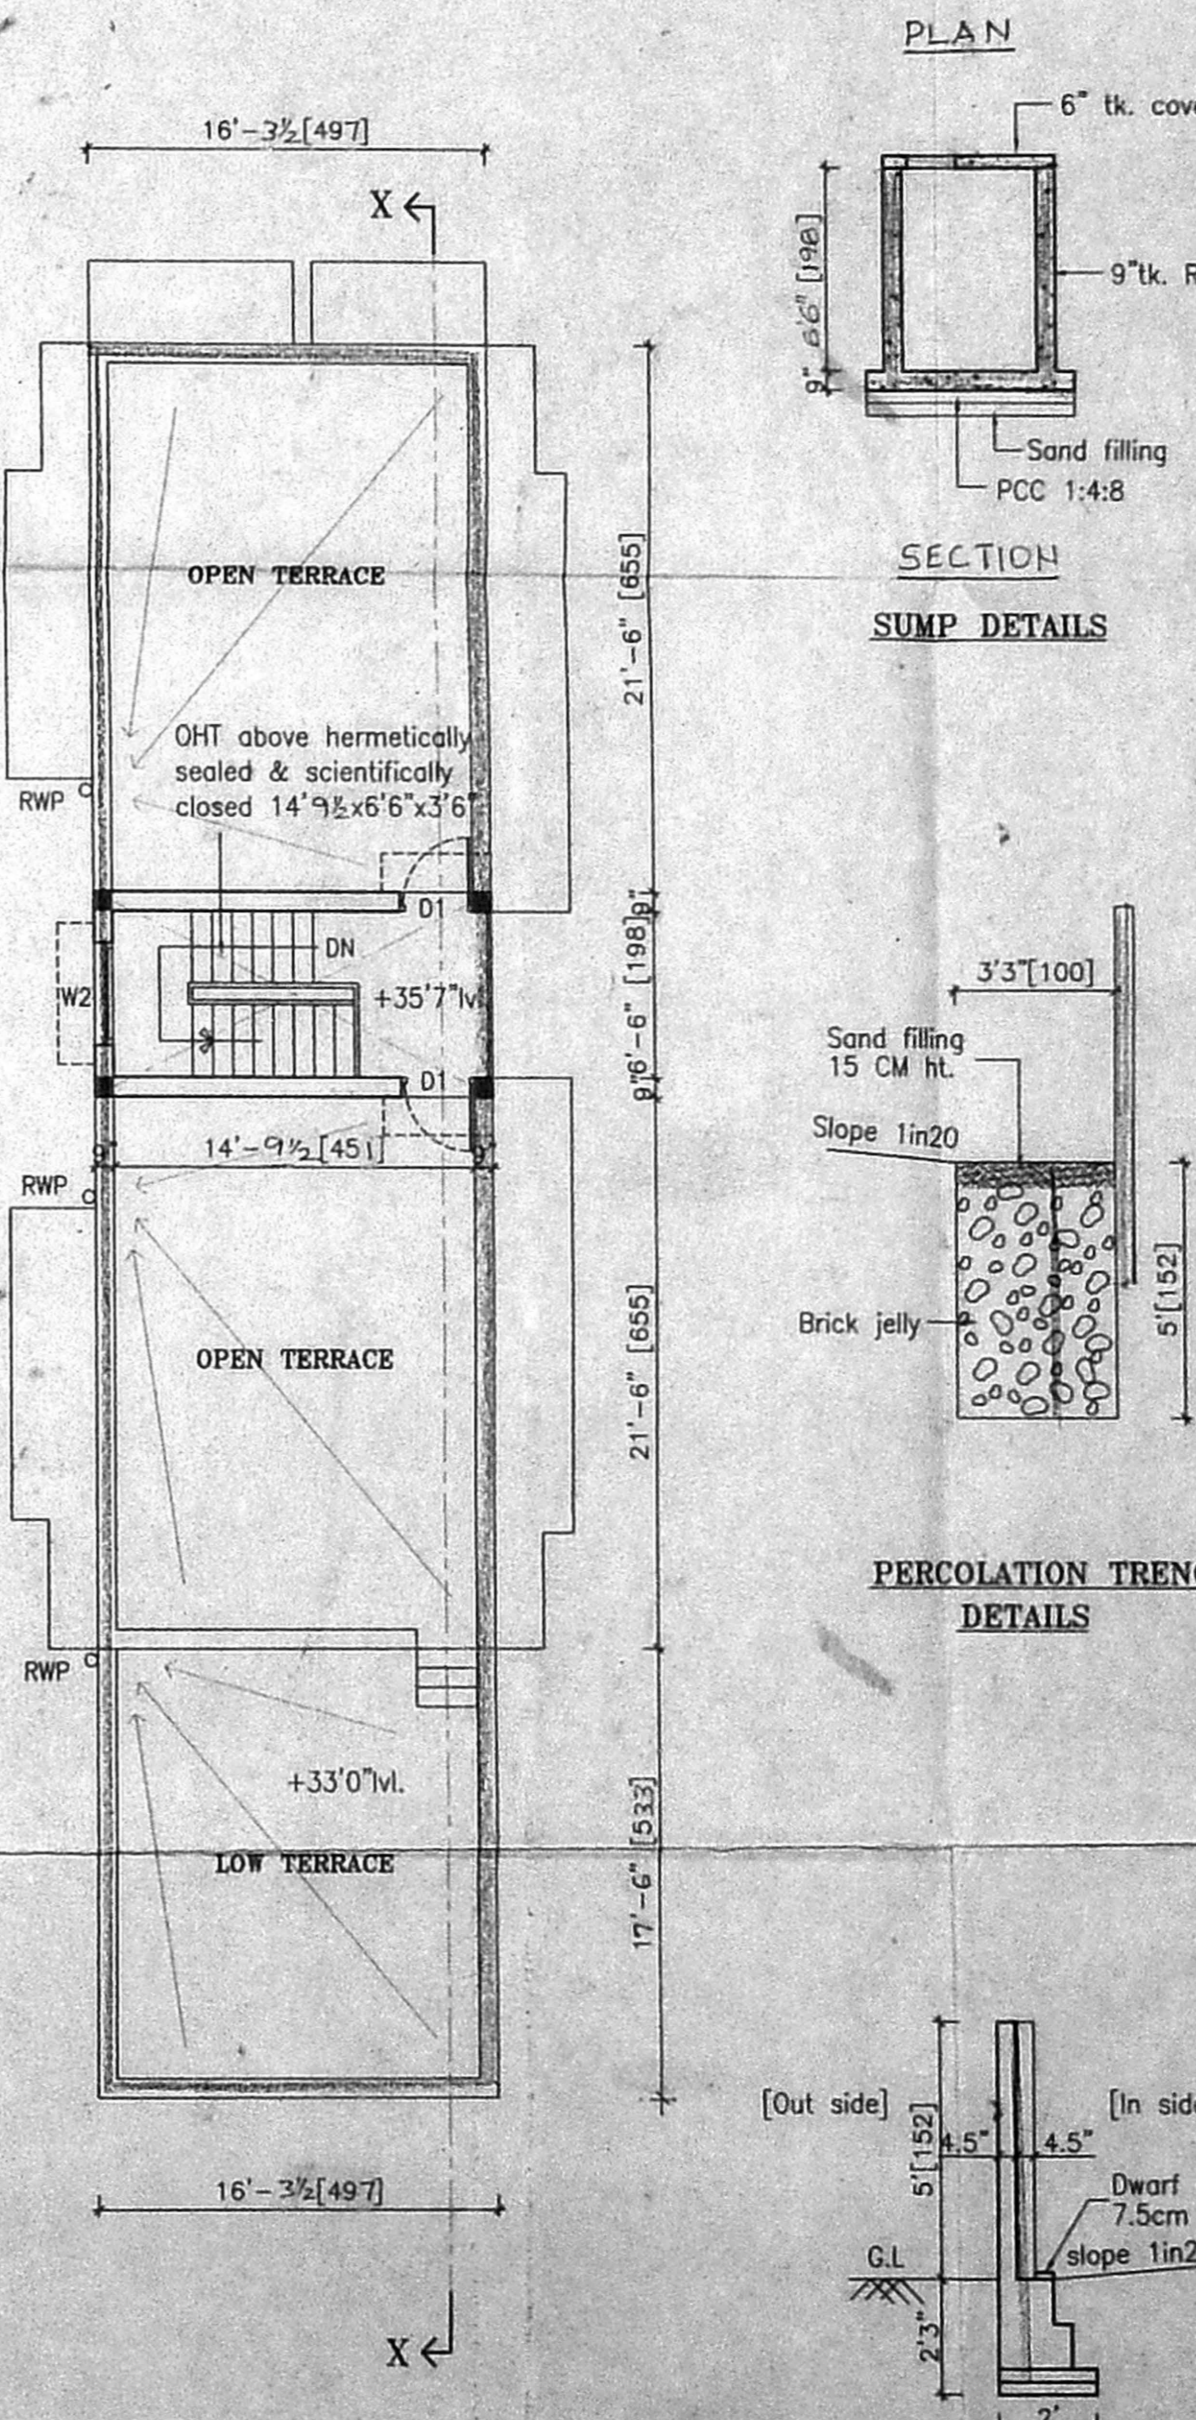 PLAN
6" tk.
16'-3½[497]
X
6'6" [198]
9"tk.
9"
Sand filling
PCC 1:4:8
SECTION
SUMP DETAILS
OPEN TERRACE
21'-6" [655]
OHT above hermetically
sealed & scientifically
closed 14'9½x6'6"x3'6"
RWP
D1
9"
DN
W2
+35'7"lvl
6'-6" [198]
D1
9"
14'-9½[451]
9"
9"
RWP
3'3"[100]
Sand filling
15 CM ht.
Slope 1in20
Brick jelly
5'[152]
OPEN TERRACE
21'-6" [655]
PERCOLATION
DETAILS
RWP
+33'0"lvl.
LOW TERRACE
17'-6" [533]
[Out side]
[In
5'[152]
4.5"
4.5"
Dwarf
7.5cm
G.L
slope
2'3"
2'
16'-3½[497]
X